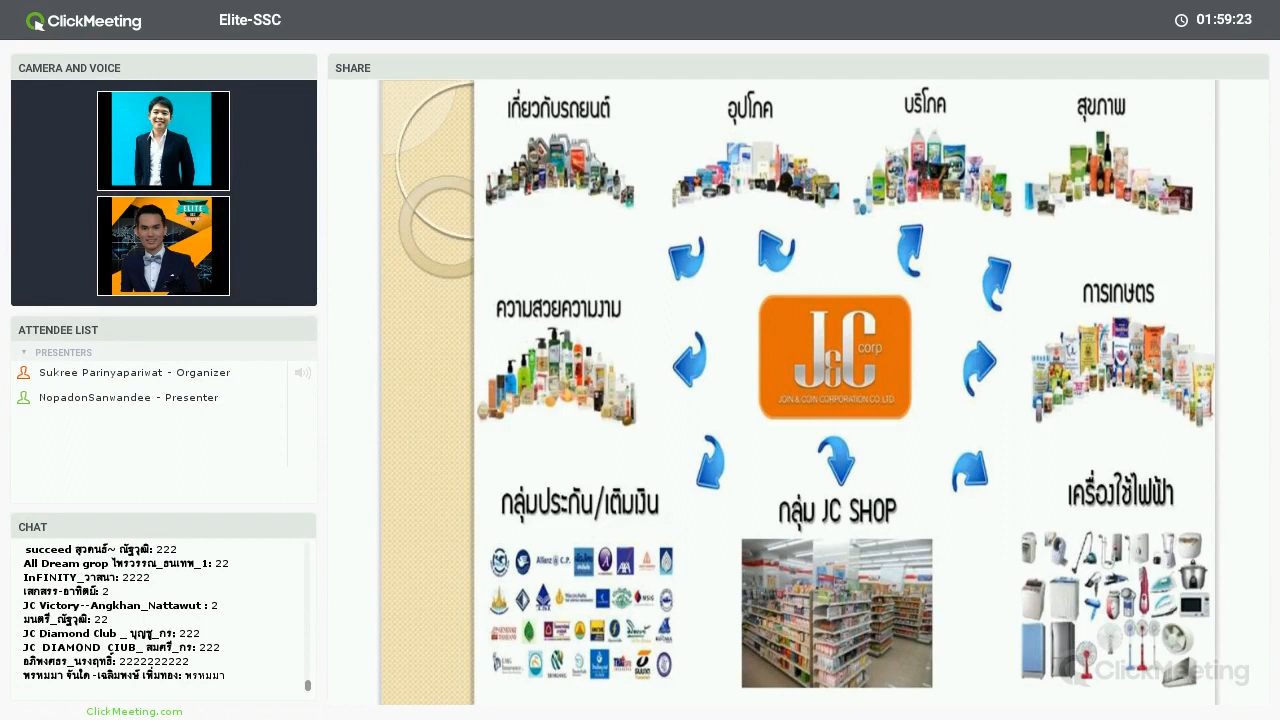 ClickMeeting
Elite-SSC
01:59:23
CAMERA AND VOICE
ELITE
ATTENDEE LIST
PRESENTERS
Sukree Parinyapariwat - Organizer
NopadonSanwandee - Presenter
CHAT
succeed สุวดนธ์~ ณัฐวุฒิ: 222
All Dream grop ไพรวรรณ_ธนเทพ_1: 22
InFINITY_วาสนา: 2222
เสกสรร-อาทิตย์: 2
JC Victory--Angkhan_Nattawut : 2
มนตรี_ณัฐวุฒิ: 22
JC Diamond Club _ บุญชู_กร: 222
JC_DIAMOND_CIUB_ สมศรี_กร: 222
อภิพงศธร_นรงฤทธิ์: 2222222222
พรหมมา จันใด -เฉลิมพงษ์ เพิ่มทอง: พรหมมา
ClickMeeting.com
SHARE
เกี่ยวกับรถยนต์
อุปโภค
บริโภค
สุขภาพ
ความสวยความงาม
J&C corp
JOIN & COIN CORPORATION CO. LTD.
การเกษตร
กลุ่มประกัน/เติมเงิน
กลุ่ม JC SHOP
เครื่องใช้ไฟฟ้า
Allianz C.P.
AXA
ClickMeeting